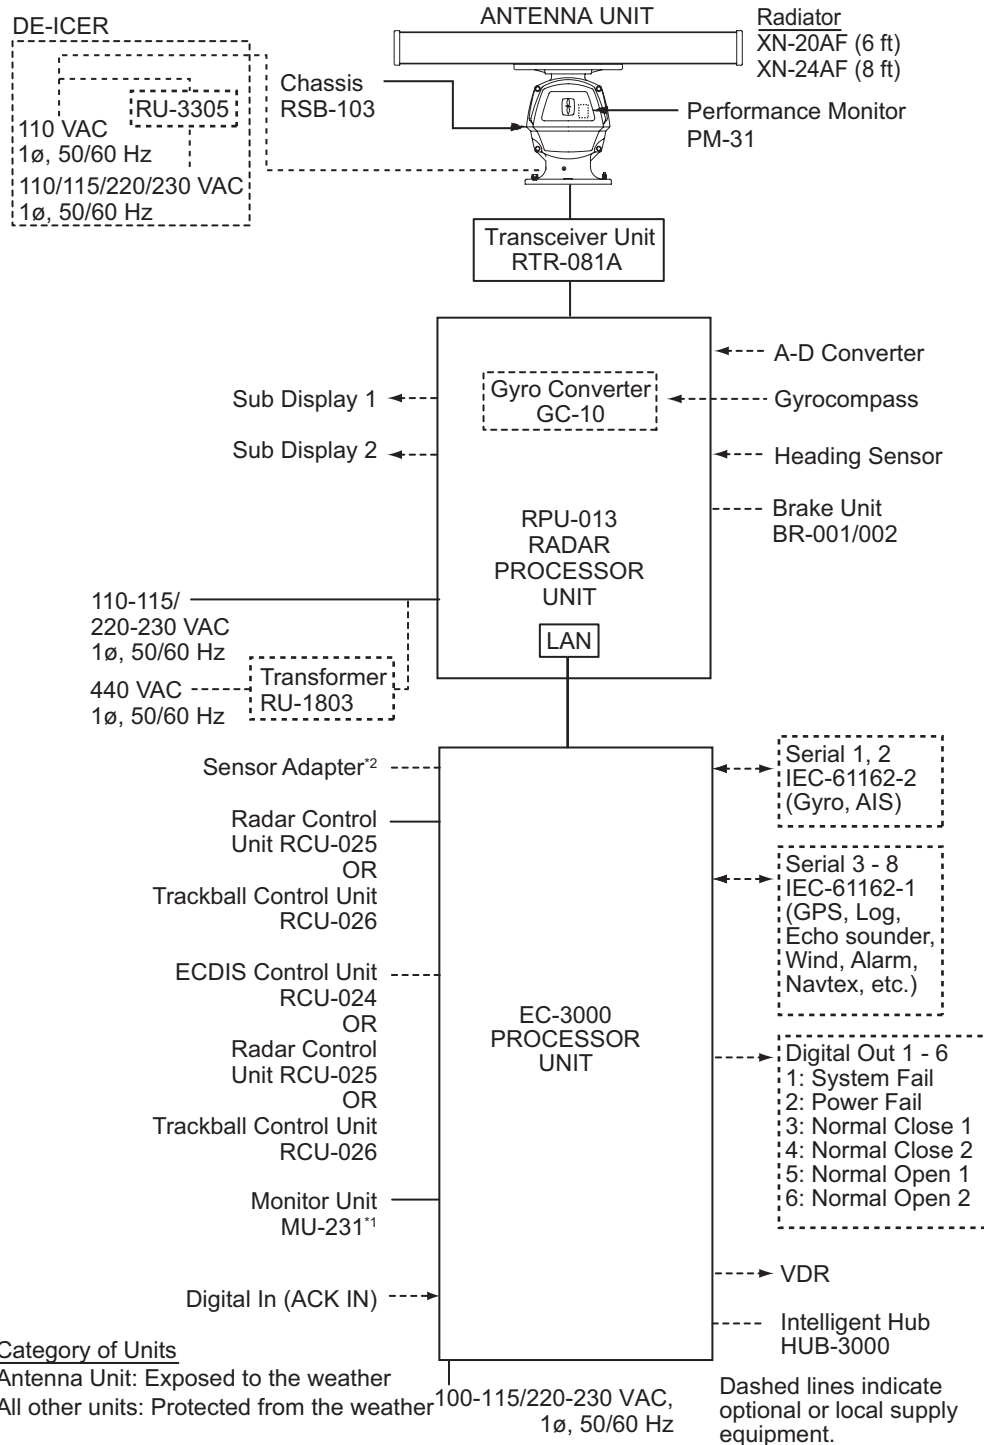 DE-ICER
ANTENNA UNIT
Radiator
XN-20AF (6 ft)
XN-24AF (8 ft)
Chassis
RSB-103
RU-3305
Performance Monitor
PM-31
110 VAC
1ø, 50/60 Hz
110/115/220/230 VAC
1ø, 50/60 Hz
Transceiver Unit
RTR-081A
A-D Converter
Gyro Converter
GC-10
Gyrocompass
Sub Display 1
Sub Display 2
Heading Sensor
Brake Unit
BR-001/002
RPU-013
RADAR
PROCESSOR
UNIT
LAN
110-115/
220-230 VAC
1ø, 50/60 Hz
440 VAC
1ø, 50/60 Hz
Transformer
RU-1803
Sensor Adapter*2
Radar Control
Unit RCU-025
OR
Trackball Control Unit
RCU-026
ECDIS Control Unit
RCU-024
OR
Radar Control
Unit RCU-025
OR
Trackball Control Unit
RCU-026
Monitor Unit
MU-231*1
Digital In (ACK IN)
EC-3000
PROCESSOR
UNIT
Serial 1, 2
IEC-61162-2
(Gyro, AIS)
Serial 3 - 8
IEC-61162-1
(GPS, Log,
Echo sounder,
Wind, Alarm,
Navtex, etc.)
Digital Out 1 - 6
1: System Fail
2: Power Fail
3: Normal Close 1
4: Normal Close 2
5: Normal Open 1
6: Normal Open 2
VDR
Intelligent Hub
HUB-3000
Category of Units
Antenna Unit: Exposed to the weather
All other units: Protected from the weather
100-115/220-230 VAC,
1ø, 50/60 Hz
Dashed lines indicate
optional or local supply
equipment.